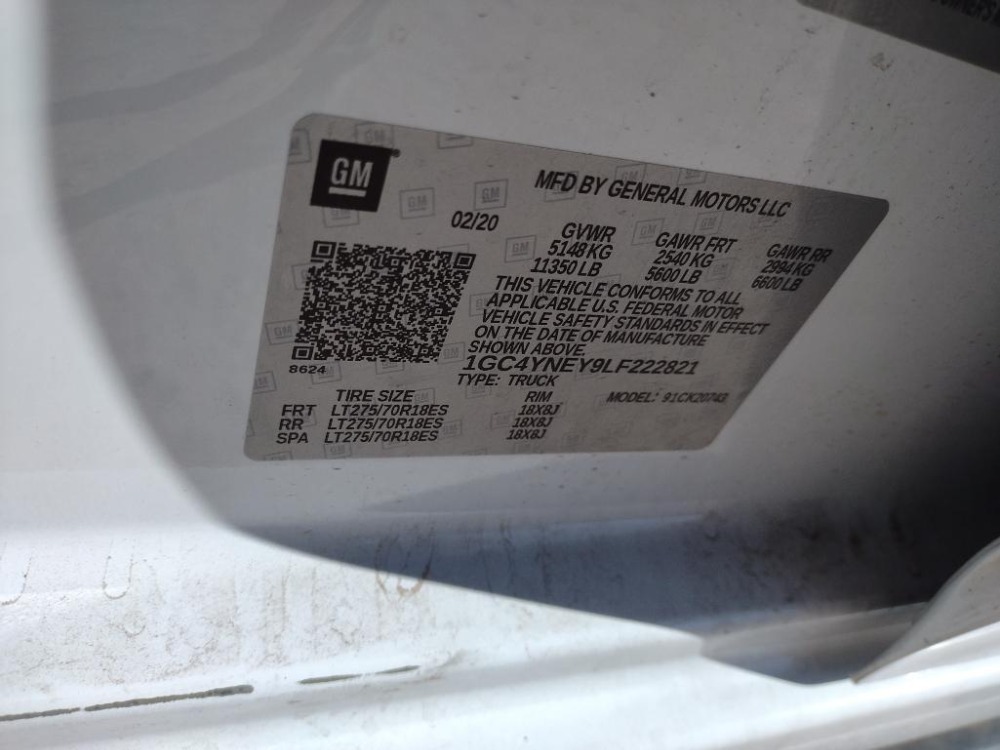 GM
MFD BY GENERAL MOTORS LLC
02/20
GVWR GAWR FRT GAWR RR
5148 KG 2540 KG 2994 KG
11350 LB 5600 LB 6600 LB
THIS VEHICLE CONFORMS TO ALL
APPLICABLE U.S. FEDERAL MOTOR
VEHICLE SAFETY STANDARDS IN EFFECT
ON THE DATE OF MANUFACTURE
SHOWN ABOVE.
8624
1GC4YNEY9LF222821
TYPE: TRUCK
TIRE SIZE RIM MODEL: 91CK20743
FRT LT275/70R18ES 18X8J
RR LT275/70R18ES 18X8J
SPA LT275/70R18ES 18X8J